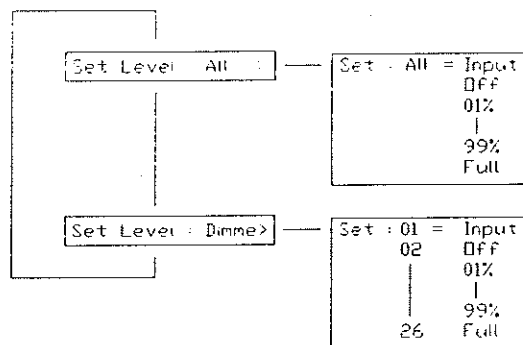 Set Level : All :
Set : All = Input
Off
01%
99%
Full
Set Level : Dimme>
Set : 01 = Input
02 Off
01%
99%
26 Full